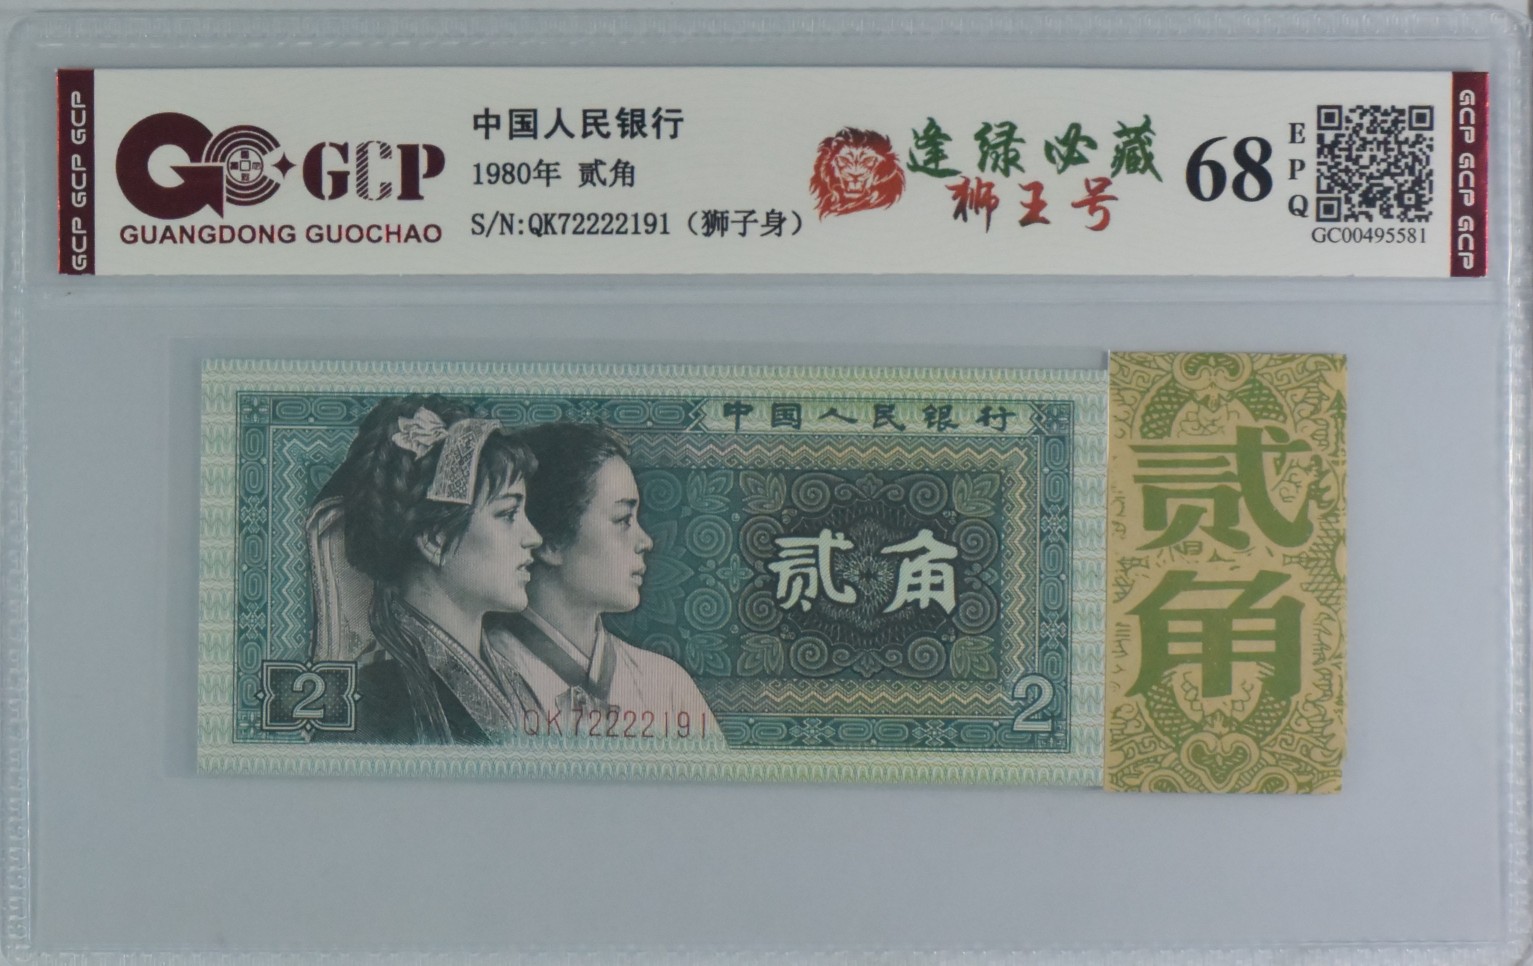 GCP GCP GCP
GCP
GUANGDONG GUOCHAO
中国人民银行
1980年 贰角
S/N:QK72222191（狮子身）
逢绿必藏
狮王号
68
EPQ
GC00495581
GCP GCP GCP
中国人民银行
贰角
2
QK72222191
2
贰角